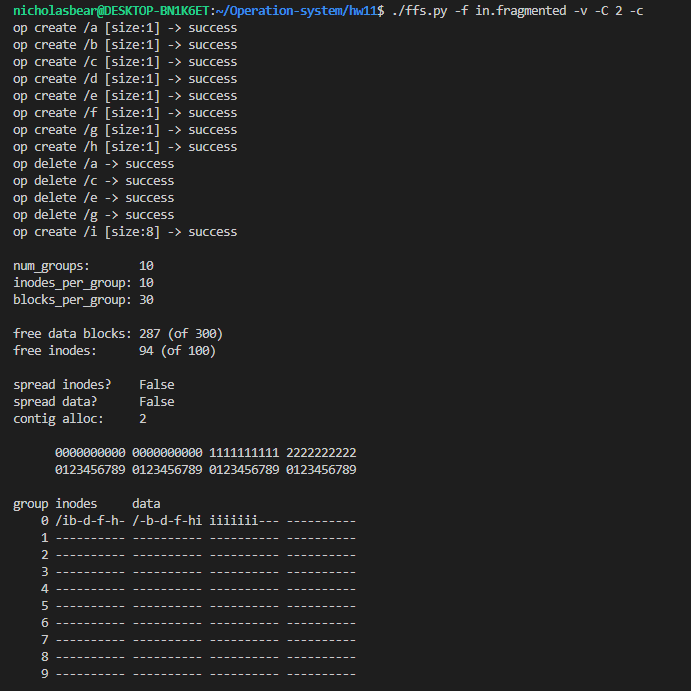 nicholasbear@DESKTOP-BN1K6ET:~/Operation-system/hw11$ ./ffs.py -f in.fragmented -v -C 2 -c
op create /a [size:1] -> success
op create /b [size:1] -> success
op create /c [size:1] -> success
op create /d [size:1] -> success
op create /e [size:1] -> success
op create /f [size:1] -> success
op create /g [size:1] -> success
op create /h [size:1] -> success
op delete /a -> success
op delete /c -> success
op delete /e -> success
op delete /g -> success
op create /i [size:8] -> success

num_groups:       10
inodes_per_group: 10
blocks_per_group: 30

free data blocks: 287 (of 300)
free inodes:      94 (of 100)

spread inodes?    False
spread data?      False
contig alloc:     2

      0000000000 0000000000 1111111111 2222222222
      0123456789 0123456789 0123456789 0123456789

group inodes     data
    0 /ib-d-f-h- /-b-d-f-hi iiiiiii--- ----------
    1 ---------- ---------- ---------- ----------
    2 ---------- ---------- ---------- ----------
    3 ---------- ---------- ---------- ----------
    4 ---------- ---------- ---------- ----------
    5 ---------- ---------- ---------- ----------
    6 ---------- ---------- ---------- ----------
    7 ---------- ---------- ---------- ----------
    8 ---------- ---------- ---------- ----------
    9 ---------- ---------- ---------- ----------